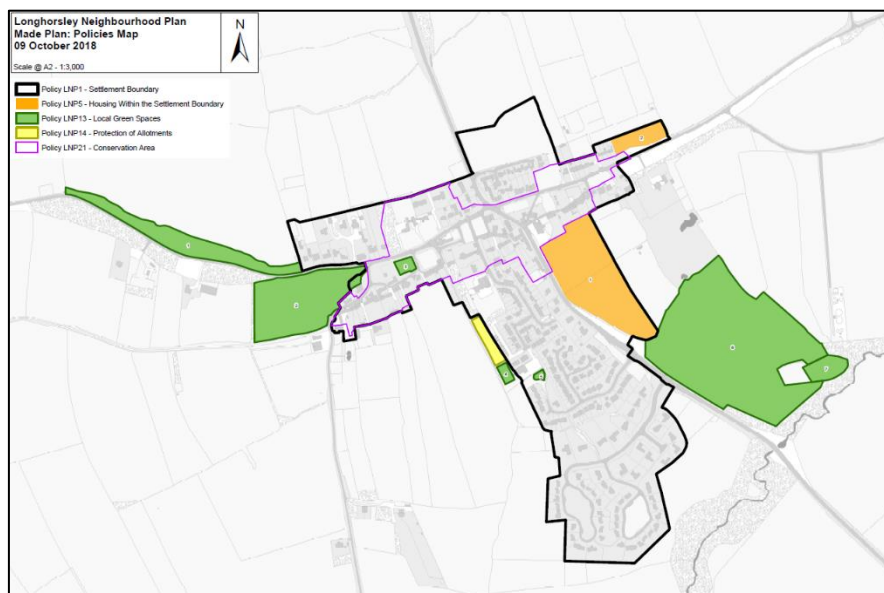 Longhorsley Neighbourhood Plan
Made Plan: Policies Map
09 October 2018
N
Scale @ A2 - 1:3,000
Policy LNP1 - Settlement Boundary
Policy LNP5 - Housing Within the Settlement Boundary
Policy LNP13 - Local Green Spaces
Policy LNP14 - Protection of Allotments
Policy LNP21 - Conservation Area